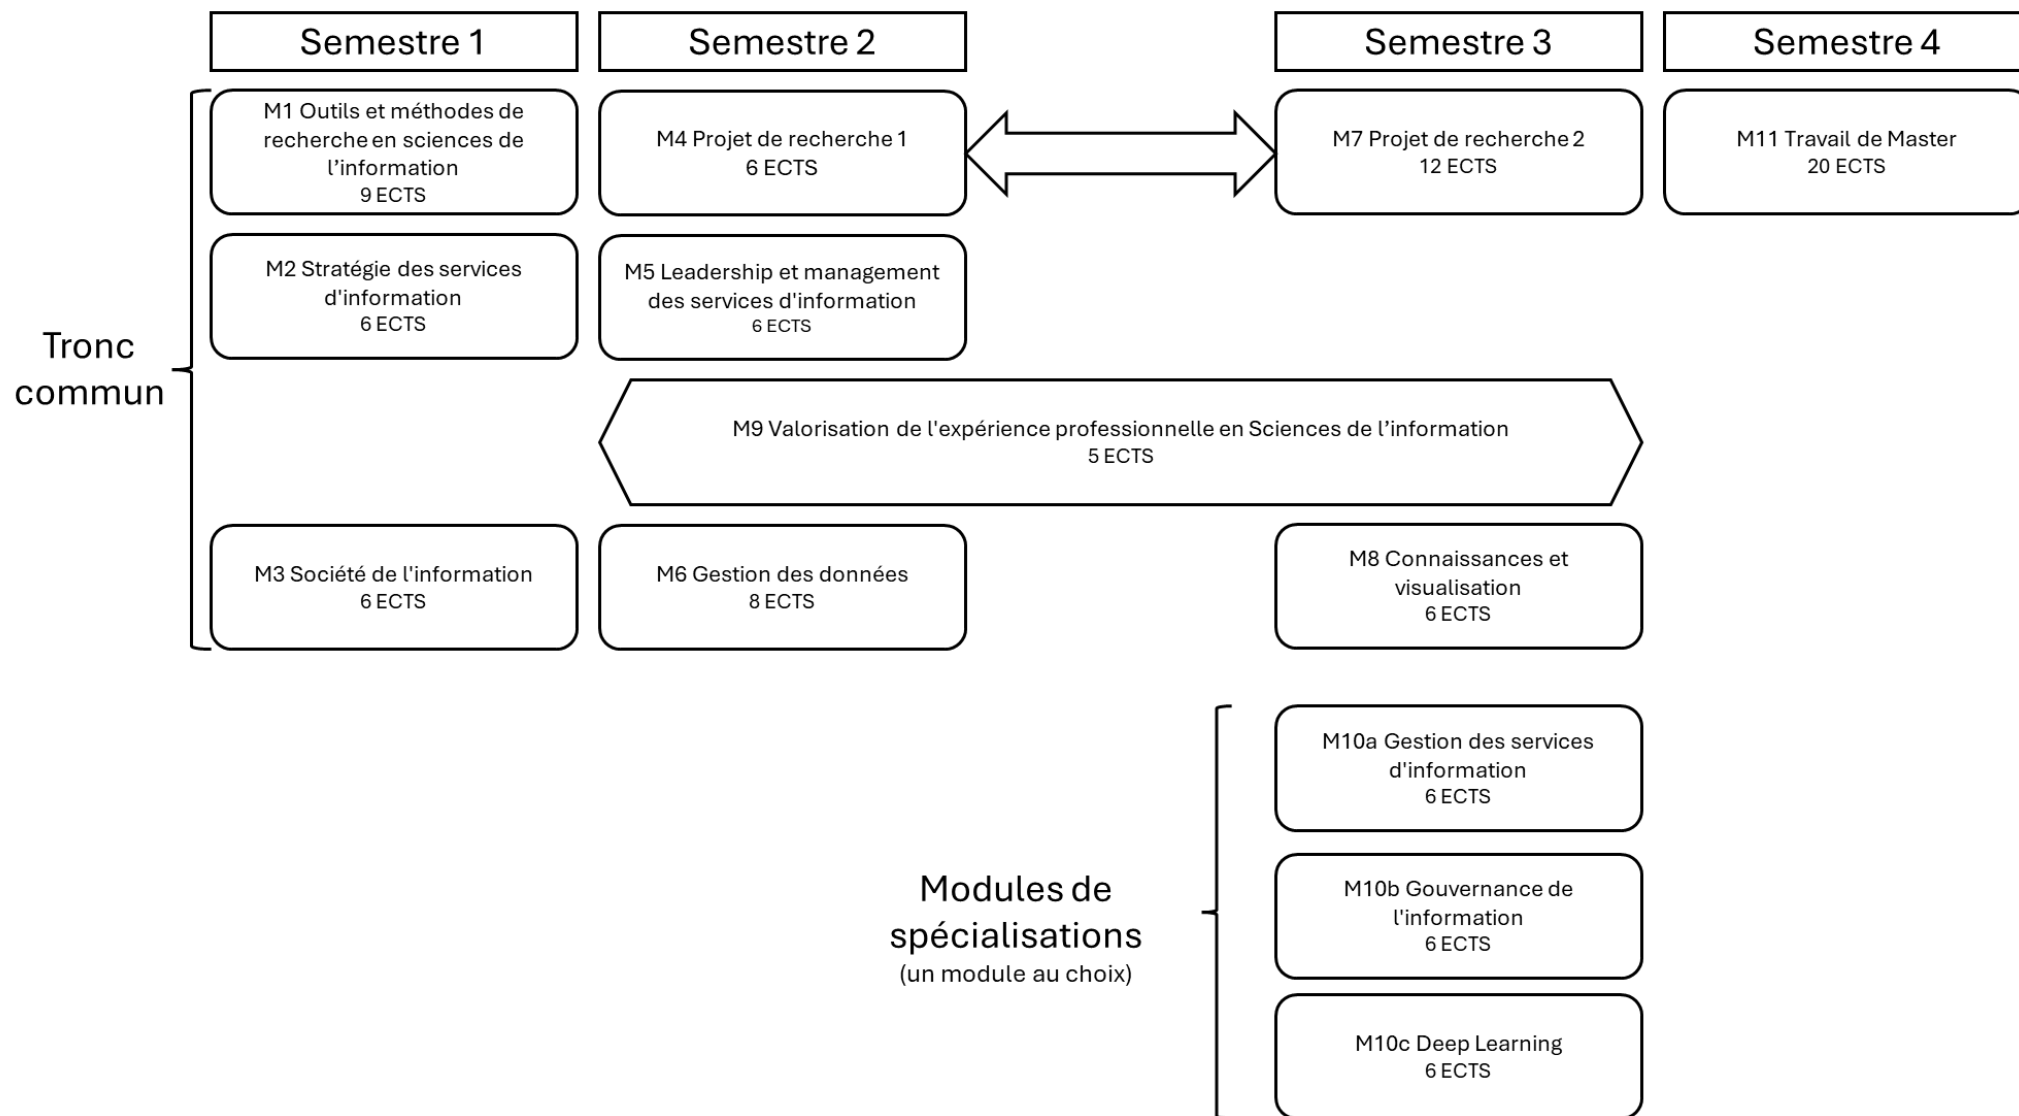 Semestre 1
Semestre 2
Semestre 3
Semestre 4
Tronc
commun
M1 Outils et méthodes de
recherche en sciences de
l’information
9 ECTS
M4 Projet de recherche 1
6 ECTS
M7 Projet de recherche 2
12 ECTS
M11 Travail de Master
20 ECTS
M2 Stratégie des services
d'information
6 ECTS
M5 Leadership et management
des services d'information
6 ECTS
M9 Valorisation de l'expérience professionnelle en Sciences de l’information
5 ECTS
M3 Société de l'information
6 ECTS
M6 Gestion des données
8 ECTS
M8 Connaissances et
visualisation
6 ECTS
Modules de
spécialisations
(un module au choix)
M10a Gestion des services
d'information
6 ECTS
M10b Gouvernance de
l'information
6 ECTS
M10c Deep Learning
6 ECTS